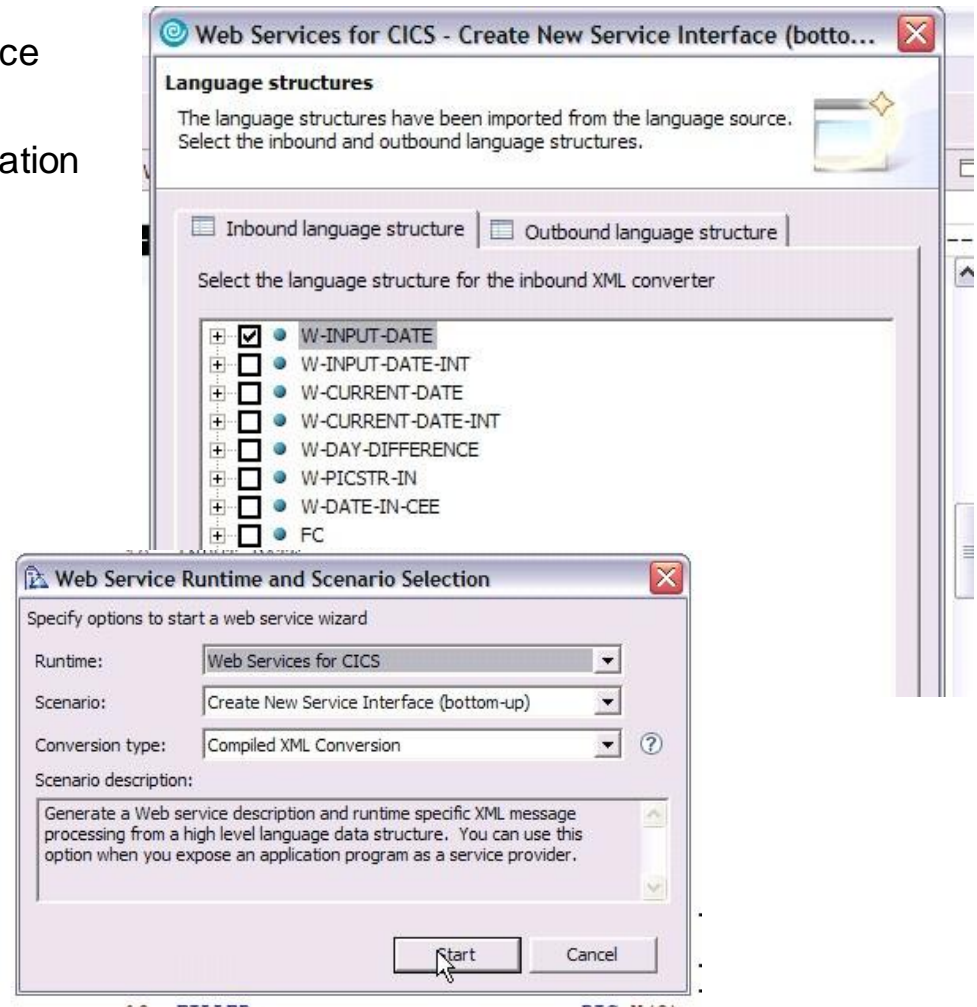 ce
ation
Web Services for CICS - Create New Service Interface (botto...
Language structures
The language structures have been imported from the language source.
Select the inbound and outbound language structures.
Inbound language structure
Outbound language structure
Select the language structure for the inbound XML converter
W-INPUT-DATE
W-INPUT-DATE-INT
W-CURRENT-DATE
W-CURRENT-DATE-INT
W-DAY-DIFFERENCE
W-PICSTR-IN
W-DATE-IN-CEE
FC
Web Service Runtime and Scenario Selection
Specify options to start a web service wizard
Runtime: Web Services for CICS
Scenario: Create New Service Interface (bottom-up)
Conversion type: Compiled XML Conversion
Scenario description:
Generate a Web service description and runtime specific XML message
processing from a high level language data structure. You can use this
option when you expose an application program as a service provider.
Start Cancel